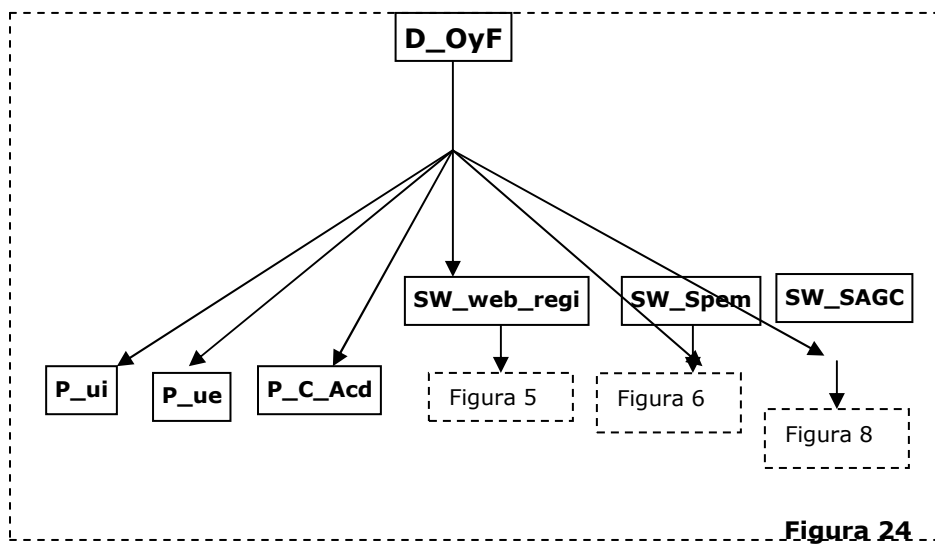 D_OyF
SW_web_regi
SW_Spem
SW_SAGC
P_ui
P_ue
P_C_Acd
Figura 5
Figura 6
Figura 8
Figura 24